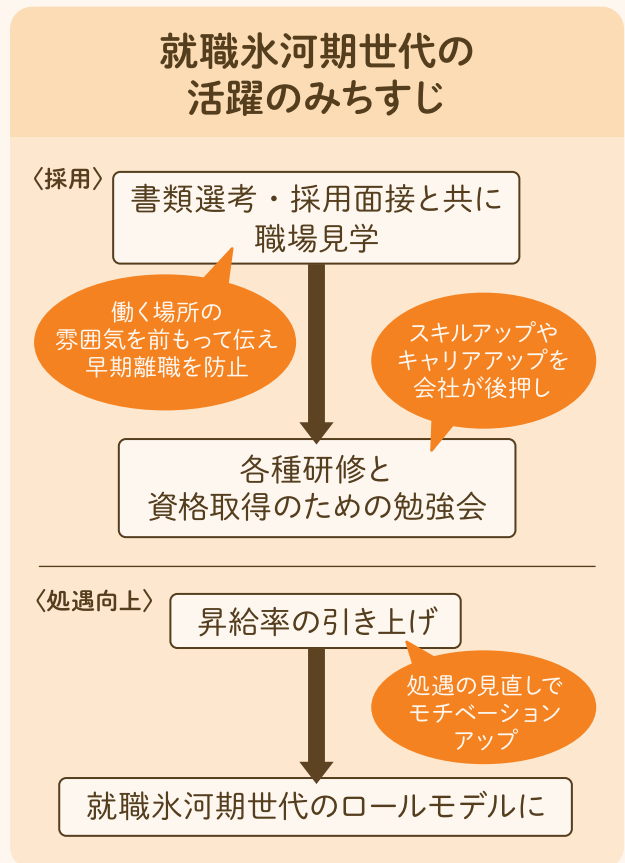 就職氷河期世代の
活躍のみちすじ
〈採用〉
書類選考・採用面接と共に
職場見学
働く場所の
雰囲気を前もって伝え
早期離職を防止
スキルアップや
キャリアアップを
会社が後押し
各種研修と
資格取得のための勉強会
〈処遇向上〉
昇給率の引き上げ
処遇の見直しで
モチベーション
アップ
就職氷河期世代のロールモデルに